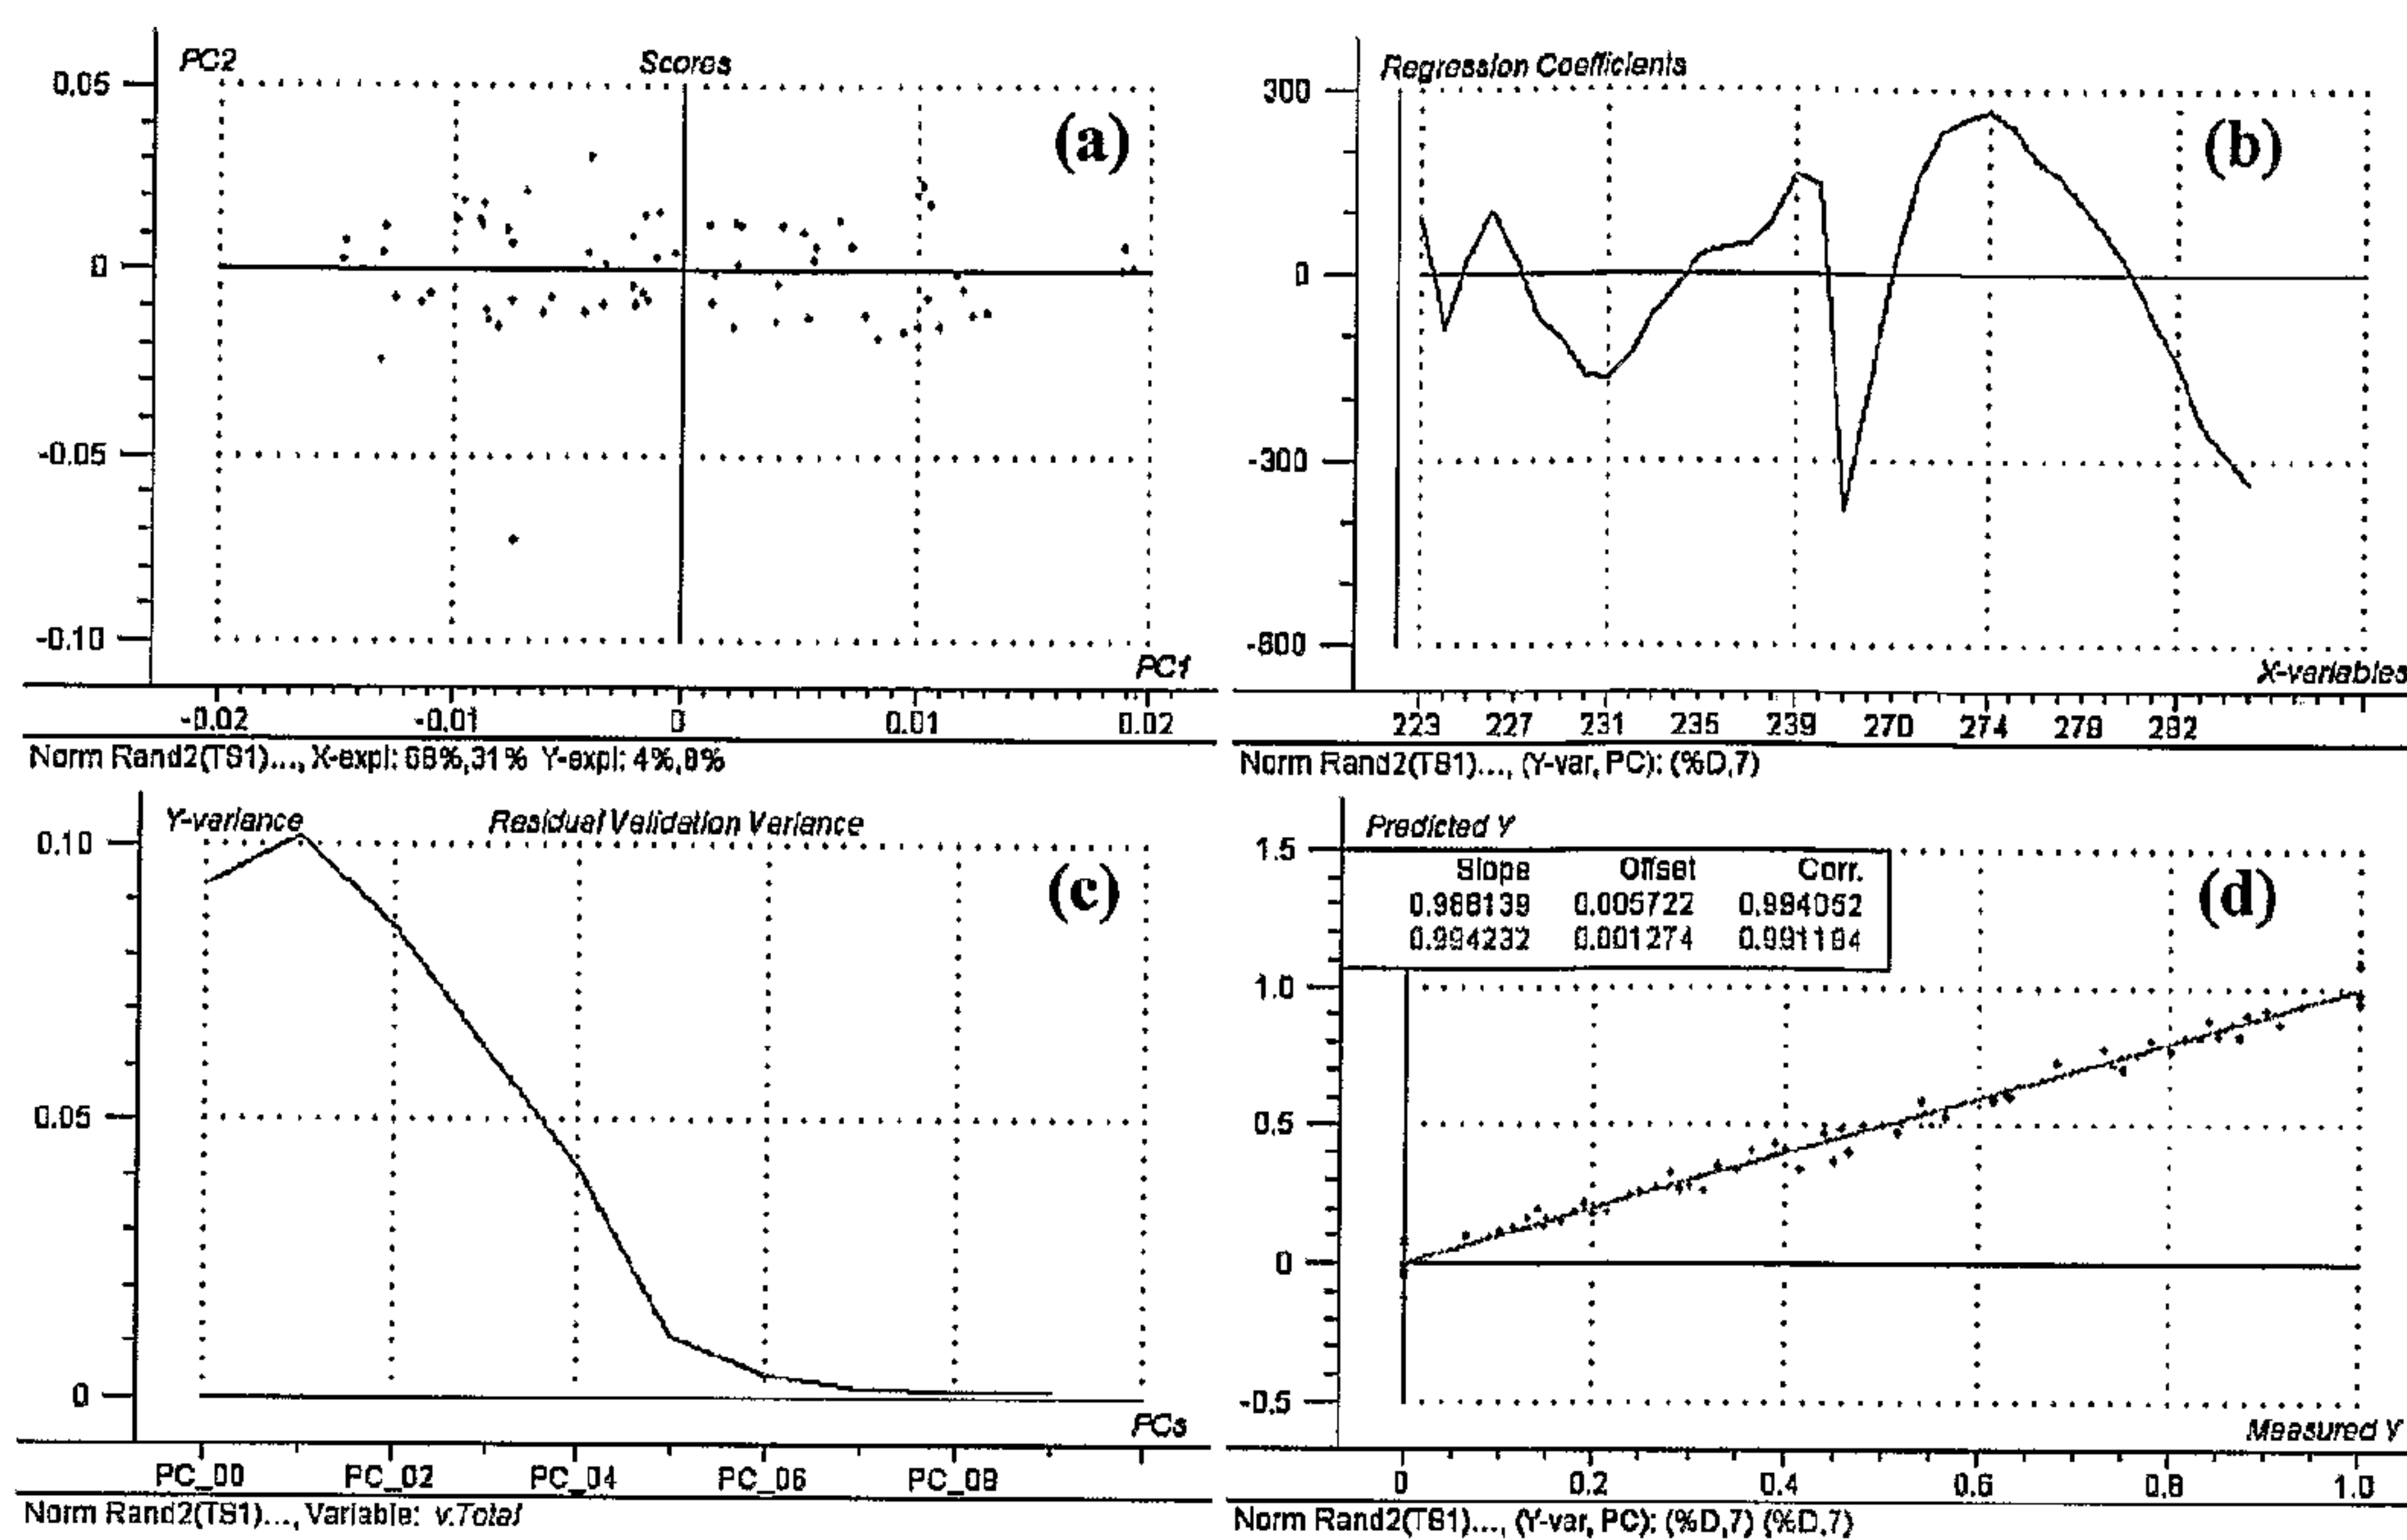 PC2
Scores
(a)
0.05
0
-0.05
-0.10
PC1
-0.02 -0.01 0 0.01 0.02
Norm Rand2(TS1)..., X-expl: 68%,31% Y-expl: 4%,8%
Regression Coefficients
(b)
300
0
-300
-600
X-variables
223 227 231 235 239 270 274 278 282
Norm Rand2(TS1)..., (Y-var, PC): (%D,7)
Y-variance
Residual Validation Variance
(c)
0.10
0.05
0
PCs
PC_00 PC_02 PC_04 PC_06 PC_08
Norm Rand2(TS1)..., Variable: v.Total
Predicted Y
(d)
Slope Offset Corr.
0.988139 0.005722 0.994052
0.994232 0.001274
1.5
1.0
0.5
0
-0.5
Measured Y
0 0.2 0.4 0.6 0.8 1.0
Norm Rand2(TS1)..., (Y-var, PC): (%D,7) (%D,7)